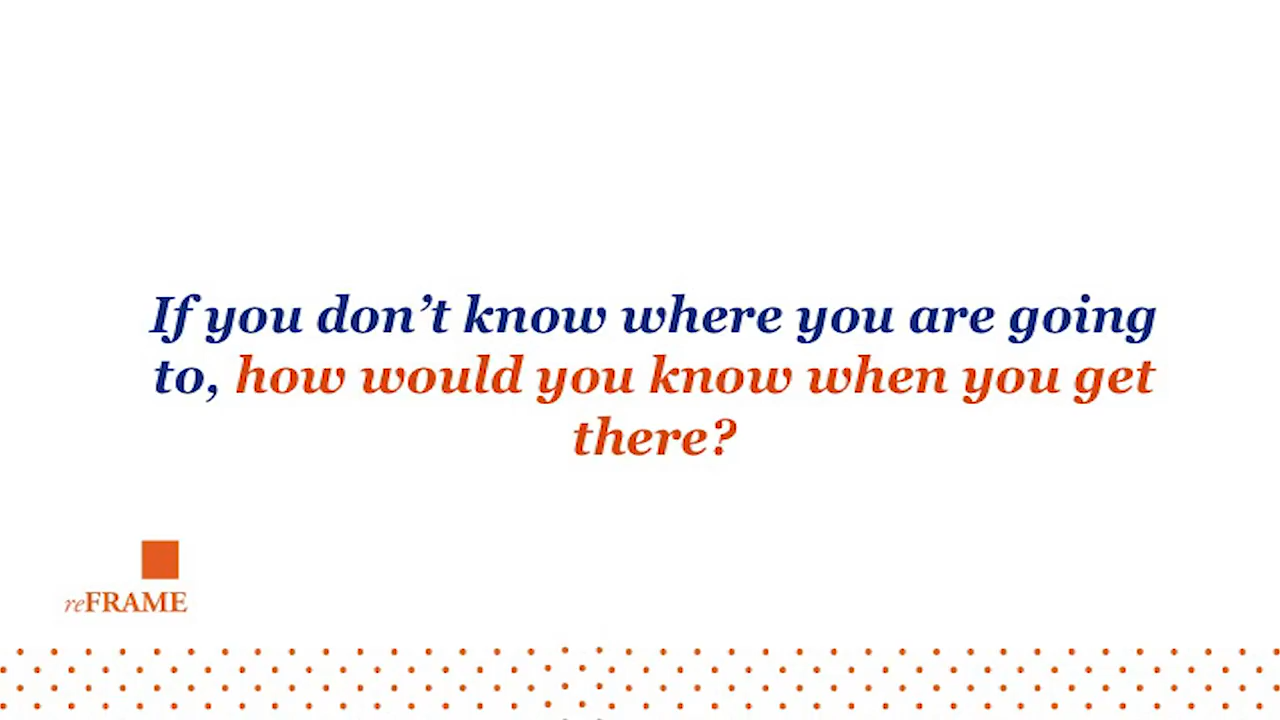 If you don’t know where you are going
to, how would you know when you get
there?
reFRAME